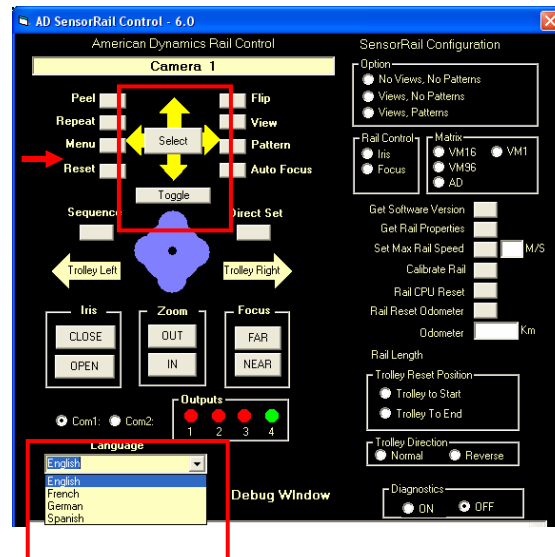 AD SensorRail Control - 6.0
American Dynamics Rail Control
Camera 1
Peel
Flip
Repeat
View
Menu
Select
Pattern
Reset
Auto Focus
Toggle
Sequence
Direct Set
Trolley Left
Trolley Right
Iris
Zoom
Focus
CLOSE
OUT
FAR
OPEN
IN
NEAR
Com1:
Com2:
Outputs
1 2 3 4
Language
English
English
French
German
Spanish
Debug WIndow
SensorRail Configuration
Option
No Views, No Patterns
Views, No Patterns
Views, Patterns
Rail Control
Iris
Focus
Matrix
VM16
VM1
VM96
AD
Get Software Version
Get Rail Properties
Set Max Rail Speed M/S
Calibrate Rail
Rail CPU Reset
Rail Reset Odometer
Odometer Km
Rail Length
Trolley Reset Position
Trolley to Start
Trolley To End
Trolley Direction
Normal
Reverse
Diagnostics
ON
OFF